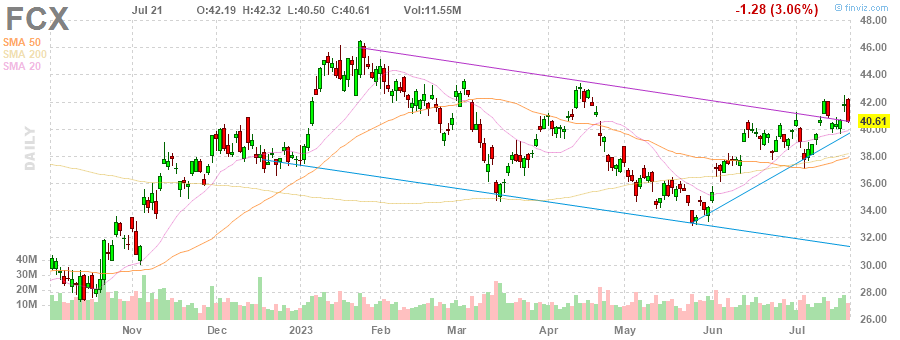 FCX Jul 21 O:42.19 H:42.32 L:40.50 C:40.61 Vol:11.55M -1.28 (3.06%) © finviz.com
SMA 50
SMA 200
SMA 20
DAILY
48.00
46.00
44.00
42.00
40.61
40.00
38.00
36.00
34.00
32.00
30.00
28.00
26.00
40M
30M
20M
10M
Nov Dec 2023 Feb Mar Apr May Jun Jul